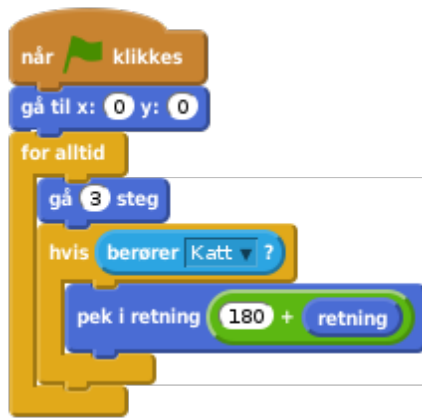 når klikkes
gå til x: 0 y: 0
for alltid
gå 3 steg
hvis berører Katt ?
pek i retning 180 + retning